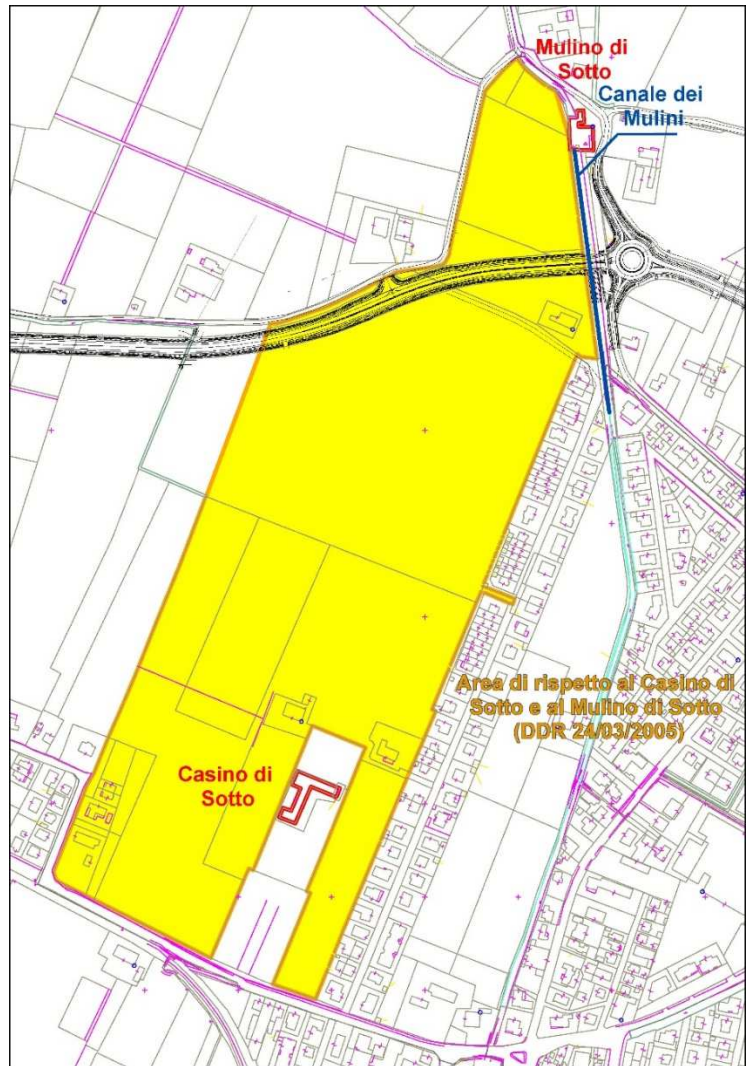 Mulino di
Sotto
Canale dei
Mulini
Area di rispetto al Casino di
Sotto e al Mulino di Sotto
(DDR 24/03/2005)
Casino di
Sotto